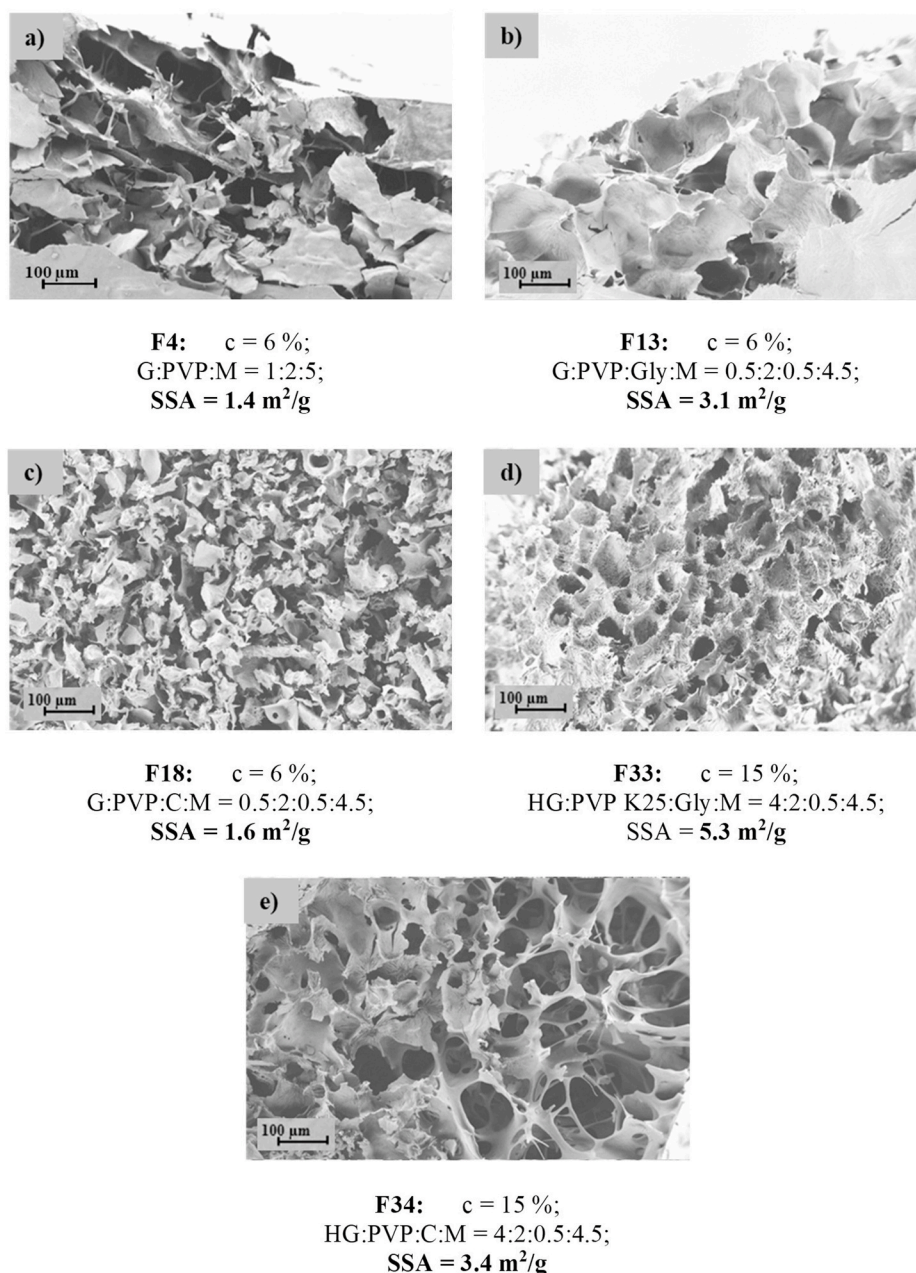 a)
100 µm
b)
100 µm
F4: c = 6 %;
G:PVP:M = 1:2:5;
SSA = 1.4 m²/g
F13: c = 6 %;
G:PVP:Gly:M = 0.5:2:0.5:4.5;
SSA = 3.1 m²/g
c)
100 µm
d)
100 µm
F18: c = 6 %;
G:PVP:C:M = 0.5:2:0.5:4.5;
SSA = 1.6 m²/g
F33: c = 15 %;
HG:PVP K25:Gly:M = 4:2:0.5:4.5;
SSA = 5.3 m²/g
e)
100 µm
F34: c = 15 %;
HG:PVP:C:M = 4:2:0.5:4.5;
SSA = 3.4 m²/g